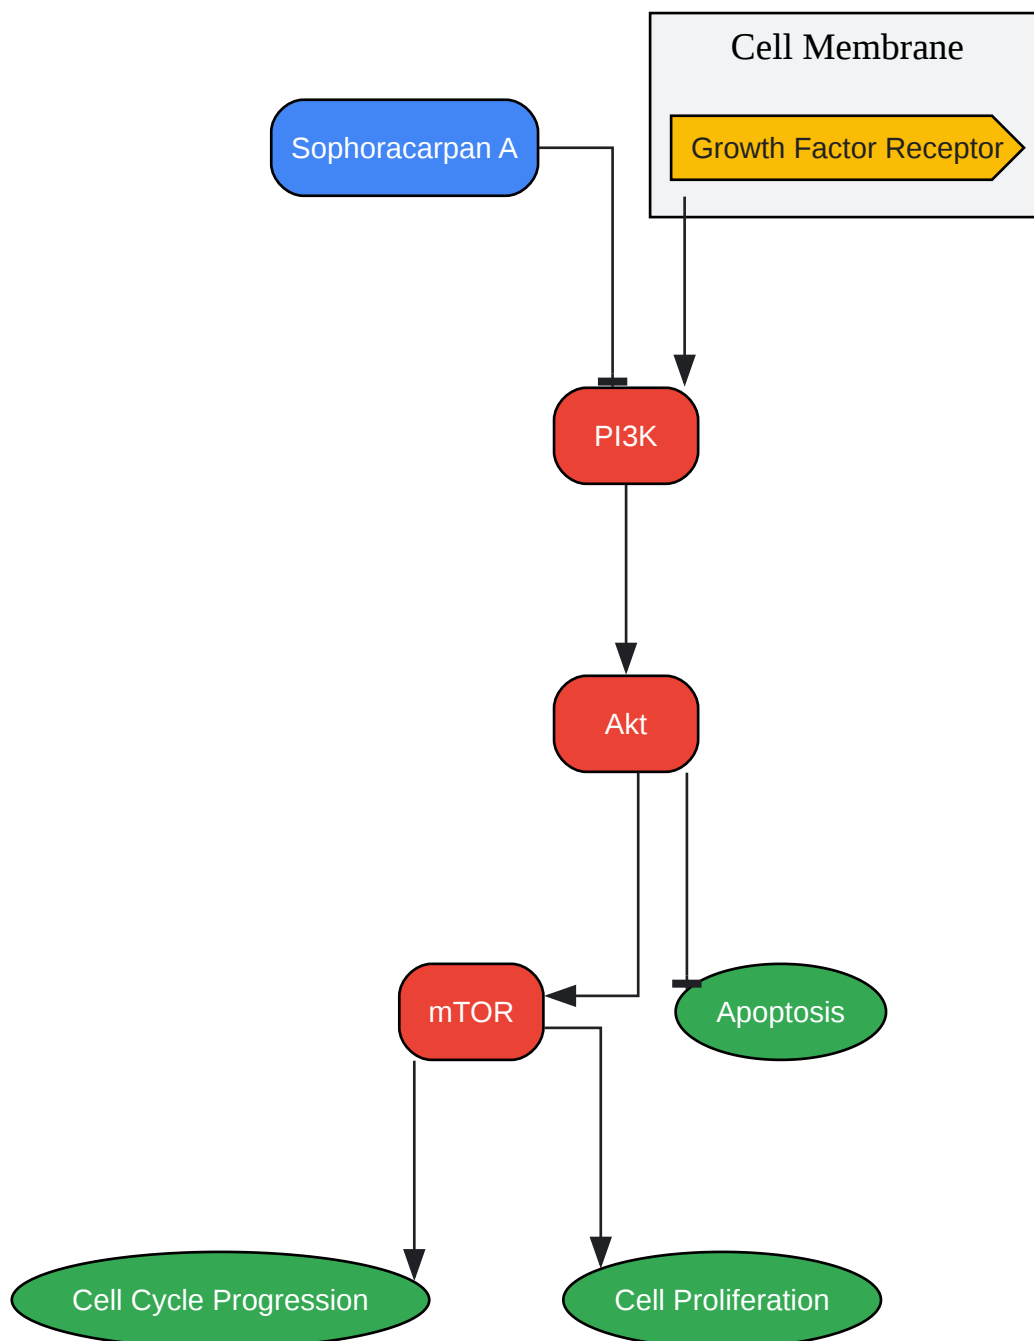 Cell Membrane
Sophoracarpan A
Growth Factor Receptor
PI3K
Akt
mTOR
Apoptosis
Cell Cycle Progression
Cell Proliferation